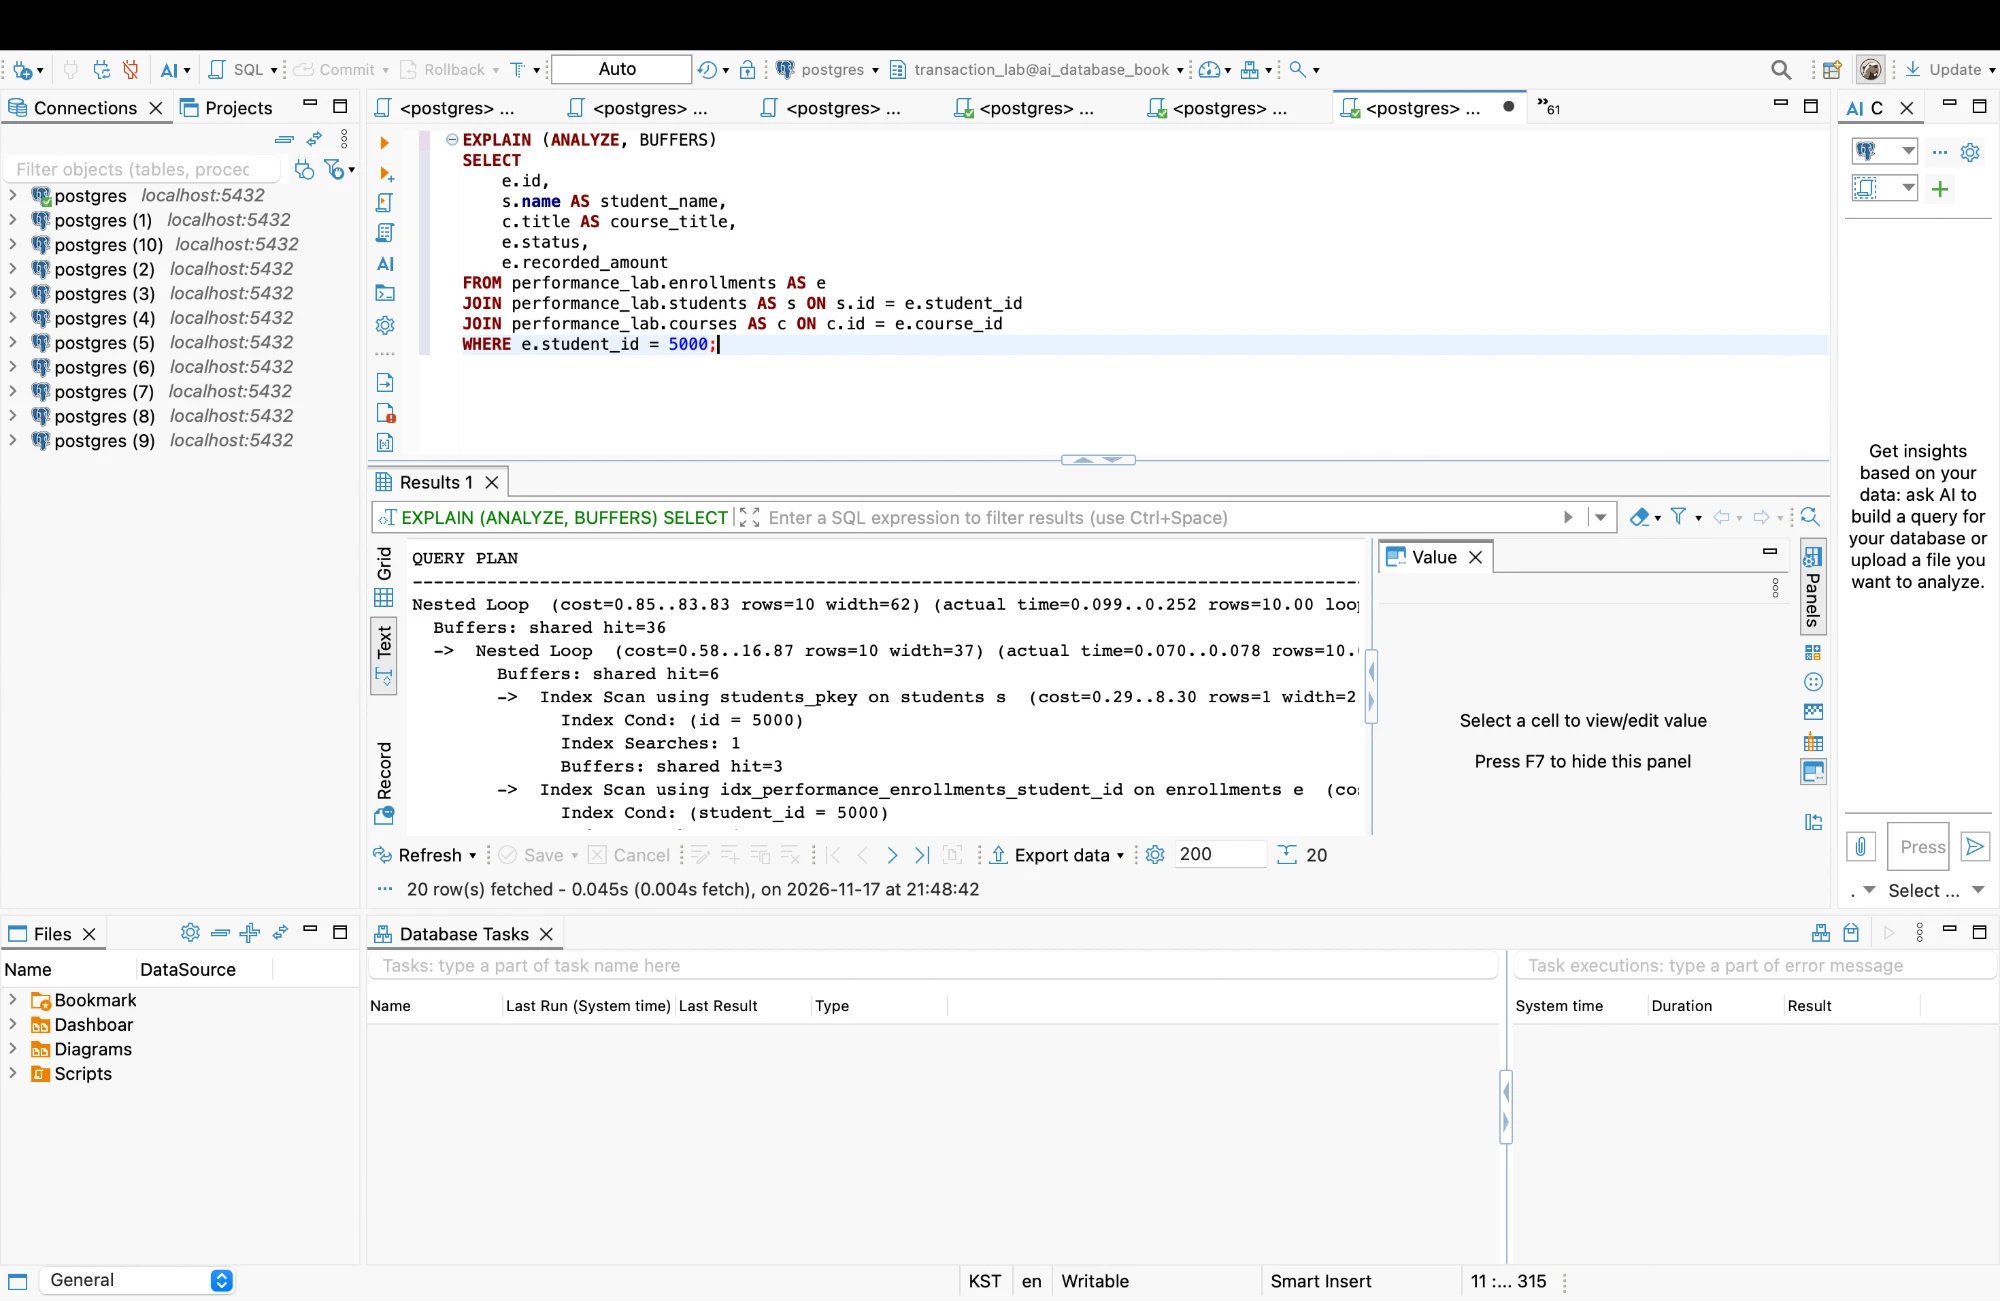 AI
SQL
Commit
Rollback
T
Auto
postgres
transaction_lab@ai_database_book
Update
Connections
Projects
<postgres> ...
<postgres> ...
<postgres> ...
<postgres> ...
<postgres> ...
<postgres> ...
»61
AI C
Filter objects (tables, procec
postgres localhost:5432
postgres (1) localhost:5432
postgres (10) localhost:5432
postgres (2) localhost:5432
postgres (3) localhost:5432
postgres (4) localhost:5432
postgres (5) localhost:5432
postgres (6) localhost:5432
postgres (7) localhost:5432
postgres (8) localhost:5432
postgres (9) localhost:5432
AI
EXPLAIN (ANALYZE, BUFFERS)
SELECT
e.id,
s.name AS student_name,
c.title AS course_title,
e.status,
e.recorded_amount
FROM performance_lab.enrollments AS e
JOIN performance_lab.students AS s ON s.id = e.student_id
JOIN performance_lab.courses AS c ON c.id = e.course_id
WHERE e.student_id = 5000;
Results 1
EXPLAIN (ANALYZE, BUFFERS) SELECT
Enter a SQL expression to filter results (use Ctrl+Space)
Grid
Text
Record
QUERY PLAN
Nested Loop (cost=0.85..83.83 rows=10 width=62) (actual time=0.099..0.252 rows=10.00 loo
Buffers: shared hit=36
-> Nested Loop (cost=0.58..16.87 rows=10 width=37) (actual time=0.070..0.078 rows=10.
Buffers: shared hit=6
-> Index Scan using students_pkey on students s (cost=0.29..8.30 rows=1 width=2
Index Cond: (id = 5000)
Index Searches: 1
Buffers: shared hit=3
-> Index Scan using idx_performance_enrollments_student_id on enrollments e (co
Index Cond: (student_id = 5000)
Value
Select a cell to view/edit value
Press F7 to hide this panel
Panels
Refresh
Save
Cancel
Export data
200
20
20 row(s) fetched - 0.045s (0.004s fetch), on 2026-11-17 at 21:48:42
Get insights
based on your
data: ask AI to
build a query for
your database or
upload a file you
want to analyze.
Press
. Select ...
Files
Name DataSource
Bookmark
Dashboar
Diagrams
Scripts
Database Tasks
Tasks: type a part of task name here
Name Last Run (System time) Last Result Type
Task executions: type a part of error message
System time Duration Result
General
KST en Writable Smart Insert 11 :... 315